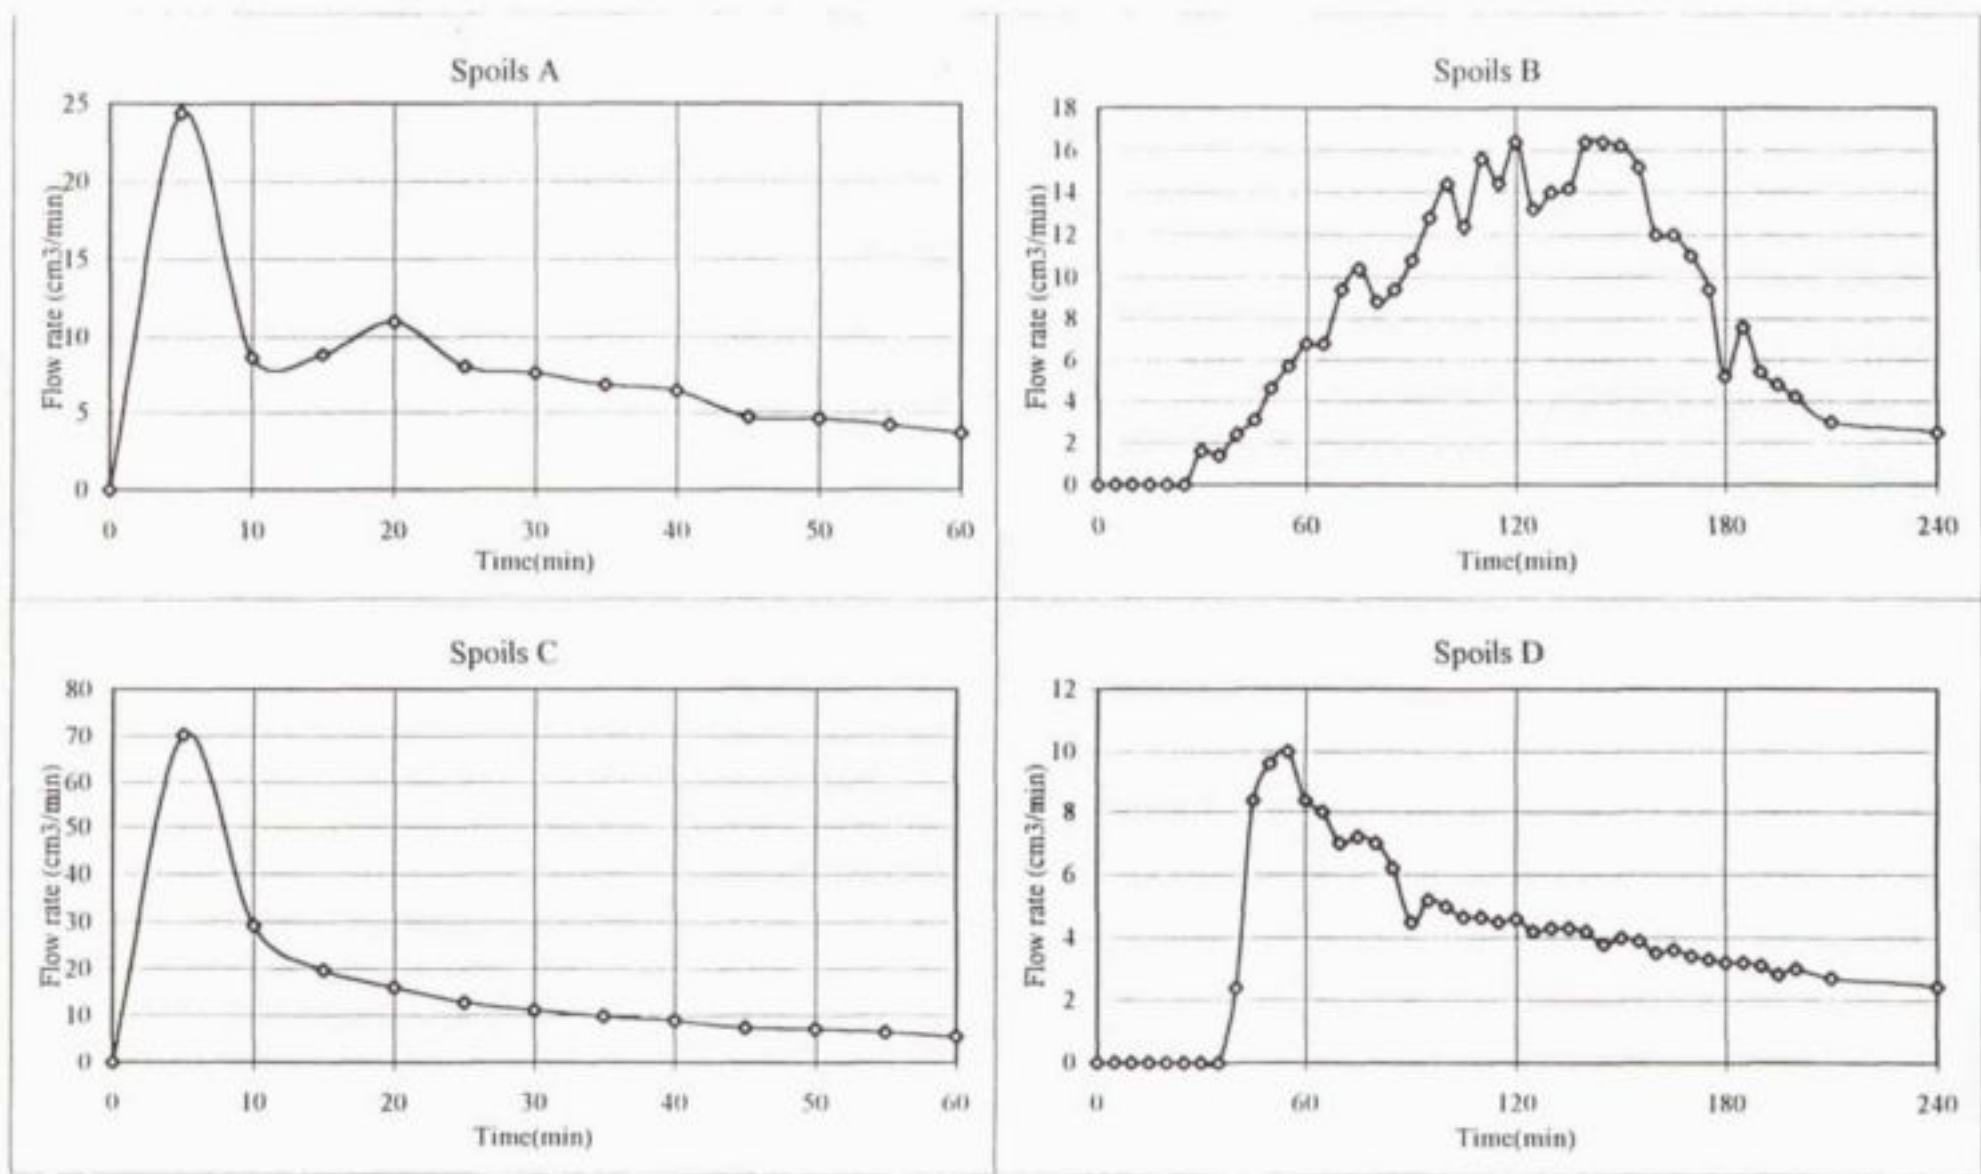 Spoils A
25
20
15
10
5
0
Flow rate (cm3/min)
0 10 20 30 40 50 60
Time(min)
Spoils B
18
16
14
12
10
8
6
4
2
0
Flow rate (cm3/min)
0 60 120 180 240
Time(min)
Spoils C
80
70
60
50
40
30
20
10
0
Flow rate (cm3/min)
0 10 20 30 40 50 60
Time(min)
Spoils D
12
10
8
6
4
2
0
Flow rate (cm3/min)
0 60 120 180 240
Time(min)